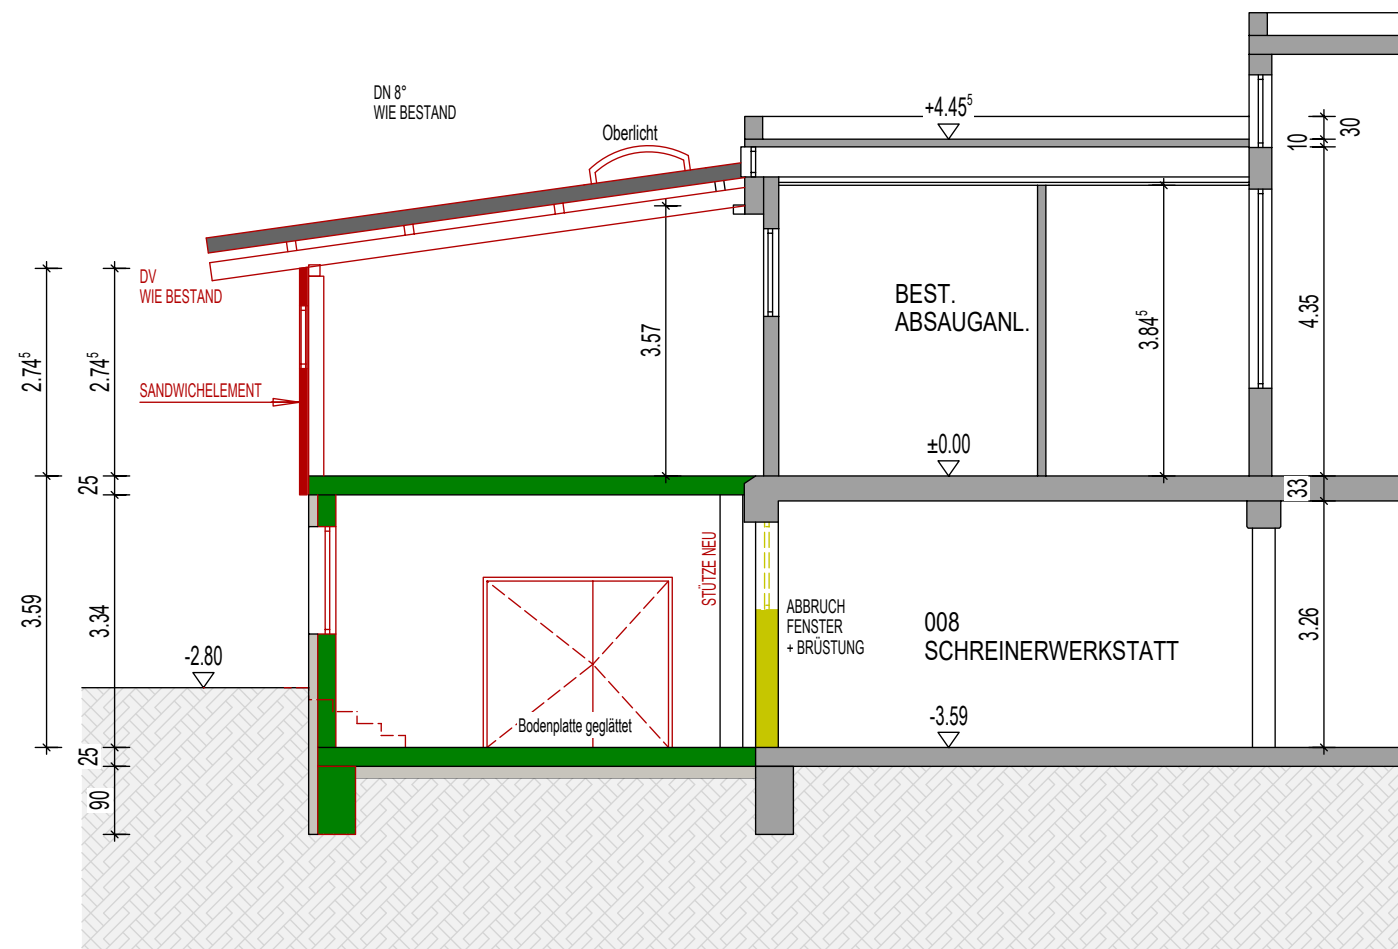 DN 8°
WIE BESTAND
Oberlicht
+4.45⁵
10
30
DV
WIE BESTAND
SANDWICHELEMENT
2.74⁵
2.74⁵
3.57
BEST.
ABSAUGANL.
3.84⁵
4.35
±0.00
25
33
3.59
3.34
STÜTZE NEU
ABBRUCH
FENSTER
+ BRÜSTUNG
008
SCHREINERWERKSTATT
3.26
-2.80
Bodenplatte geglättet
-3.59
25
90